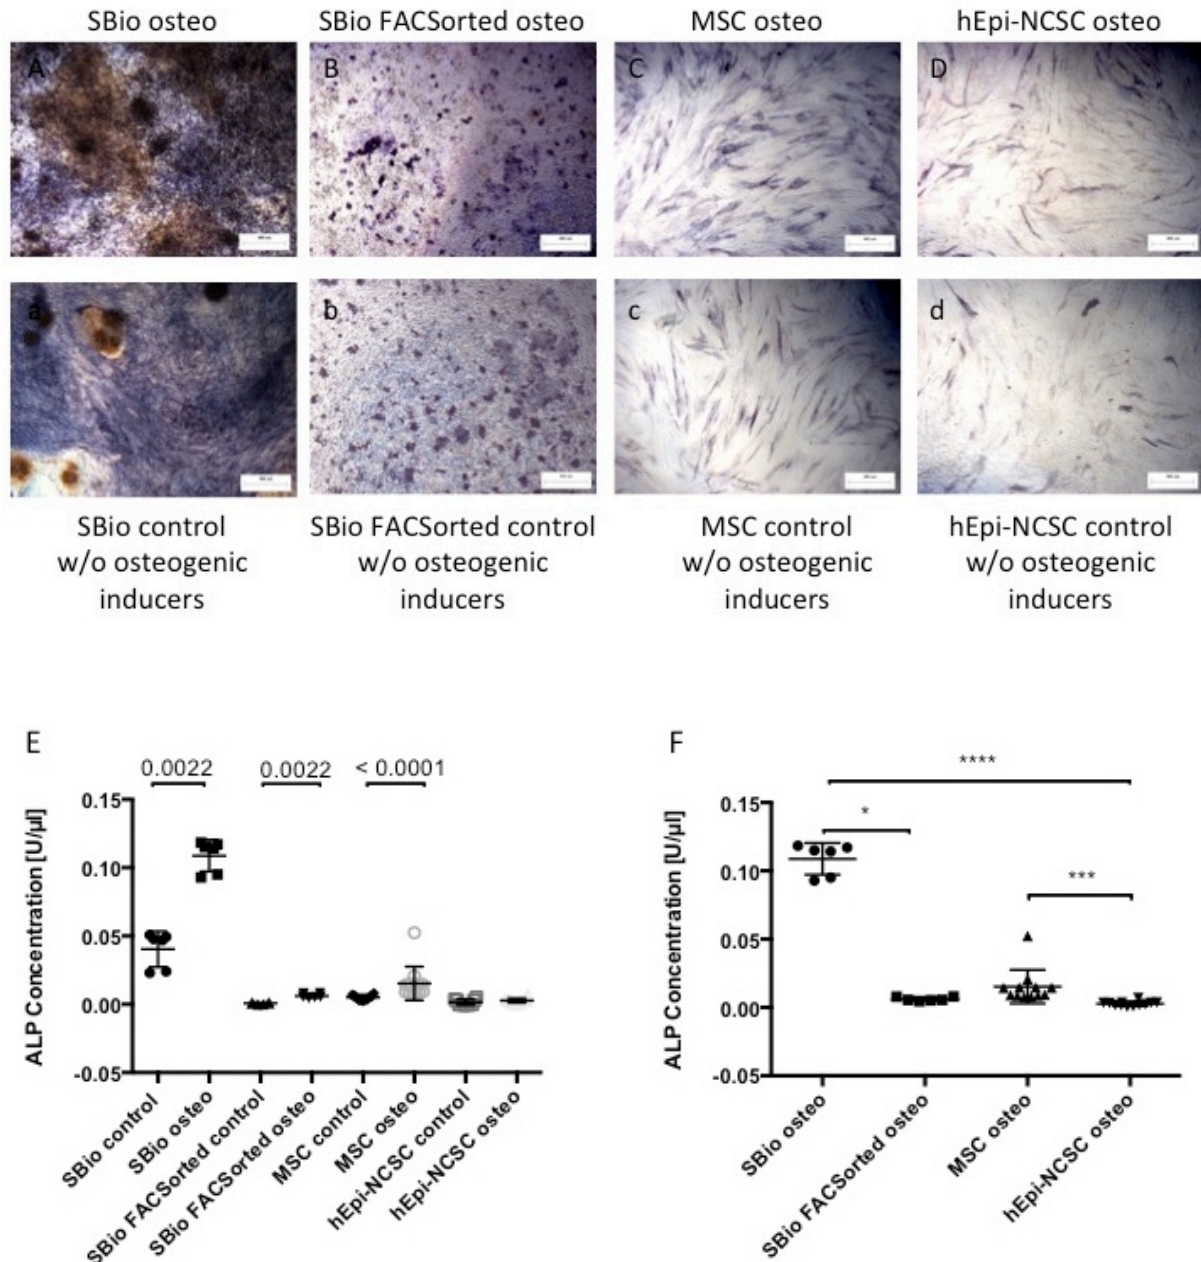 SBio osteo
SBio FACSorted osteo
MSC osteo
hEpi-NCSC osteo
A
B
C
D
a
b
c
d
SBio control
w/o osteogenic
inducers
SBio FACSorted control
w/o osteogenic
inducers
MSC control
w/o osteogenic
inducers
hEpi-NCSC control
w/o osteogenic
inducers
E
0.0022
0.0022
< 0.0001
ALP Concentration [U/µl]
0.15
0.10
0.05
0.00
-0.05
SBio control
SBio osteo
SBio FACSorted control
SBio FACSorted osteo
MSC control
MSC osteo
hEpi-NCSC control
hEpi-NCSC osteo
F
****
*
***
ALP Concentration [U/µl]
0.15
0.10
0.05
0.00
-0.05
SBio osteo
SBio FACSorted osteo
MSC osteo
hEpi-NCSC osteo